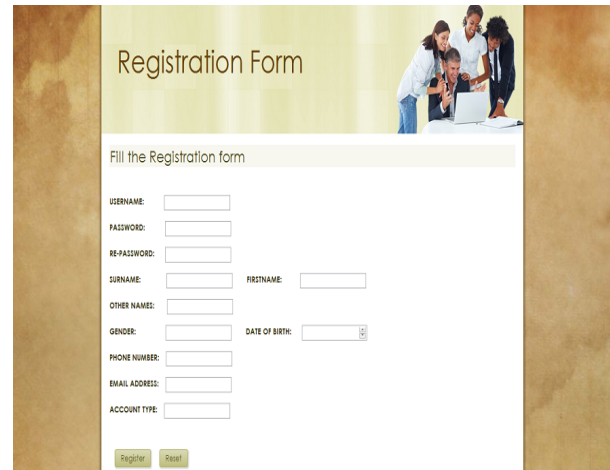 Registration Form
Fill the Registration form
USERNAME:
PASSWORD:
RE-PASSWORD:
SURNAME: FIRSTNAME:
OTHER NAMES:
GENDER: DATE OF BIRTH:
PHONE NUMBER:
EMAIL ADDRESS:
ACCOUNT TYPE:
Register Reset